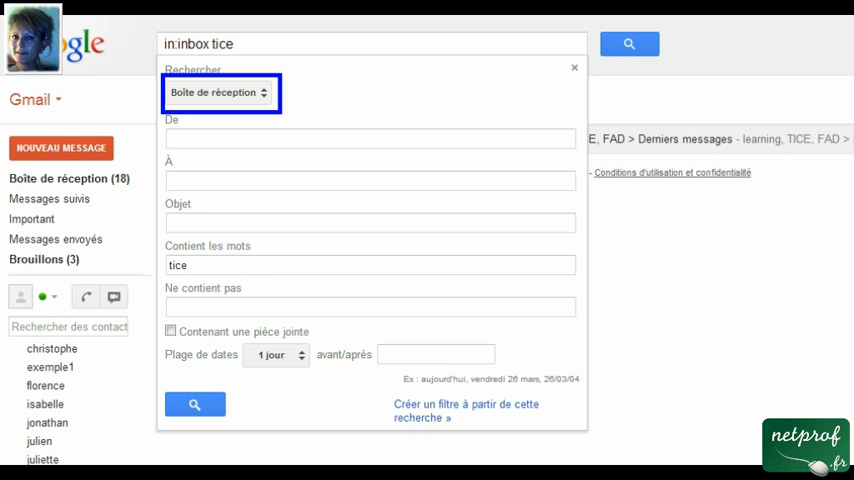 gle
in:inbox tice
Rechercher
Boîte de réception
Gmail
De
E, FAD > Derniers messages - learning, TICE, FAD >
NOUVEAU MESSAGE
À
- Conditions d'utilisation et confidentialité
Boîte de réception (18)
Messages suivis
Objet
Important
Messages envoyés
Contient les mots
Brouillons (3)
tice
Ne contient pas
Rechercher des contact
Contenant une pièce jointe
christophe
Plage de dates 1 jour avant/après
exemple1
Ex : aujourd'hui, vendredi 26 mars, 26/03/04
florence
isabelle
Créer un filtre à partir de cette
recherche »
jonathan
julien
juliette
netprof
.fr